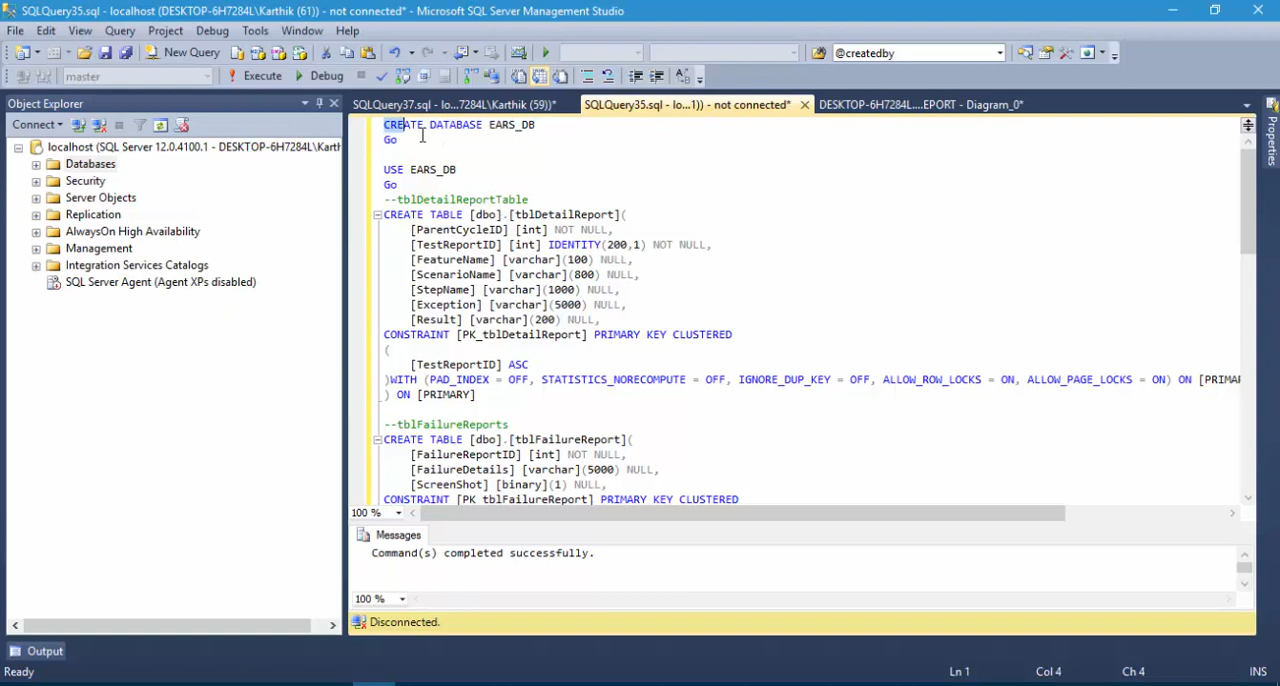 SQLQuery35.sql - localhost (DESKTOP-6H7284L\Karthik (61)) - not connected* - Microsoft SQL Server Management Studio
File Edit View Query Project Debug Tools Window Help
New Query @createdby
master Execute Debug
Object Explorer
SQLQuery37.sql - lo...7284L\Karthik (59))* SQLQuery35.sql - lo...1)) - not connected* DESKTOP-6H7284L....EPORT - Diagram_0*
Properties
Connect
localhost (SQL Server 12.0.4100.1 - DESKTOP-6H7284L\Karth
Databases
Security
Server Objects
Replication
AlwaysOn High Availability
Management
Integration Services Catalogs
SQL Server Agent (Agent XPs disabled)
CREATE DATABASE EARS_DB
Go
USE EARS_DB
Go
--tblDetailReportTable
CREATE TABLE [dbo].[tblDetailReport](
[ParentCycleID] [int] NOT NULL,
[TestReportID] [int] IDENTITY(200,1) NOT NULL,
[FeatureName] [varchar](100) NULL,
[ScenarioName] [varchar](800) NULL,
[StepName] [varchar](1000) NULL,
[Exception] [varchar](5000) NULL,
[Result] [varchar](200) NULL,
CONSTRAINT [PK_tblDetailReport] PRIMARY KEY CLUSTERED
(
[TestReportID] ASC
)WITH (PAD_INDEX = OFF, STATISTICS_NORECOMPUTE = OFF, IGNORE_DUP_KEY = OFF, ALLOW_ROW_LOCKS = ON, ALLOW_PAGE_LOCKS = ON) ON [PRIMAR
) ON [PRIMARY]
--tblFailureReports
CREATE TABLE [dbo].[tblFailureReport](
[FailureReportID] [int] NOT NULL,
[FailureDetails] [varchar](5000) NULL,
[ScreenShot] [binary](1) NULL,
CONSTRAINT [PK_tblFailureReport] PRIMARY KEY CLUSTERED
100 %
Messages
Command(s) completed successfully.
100 %
Disconnected.
Output
Ready Ln 1 Col 4 Ch 4 INS